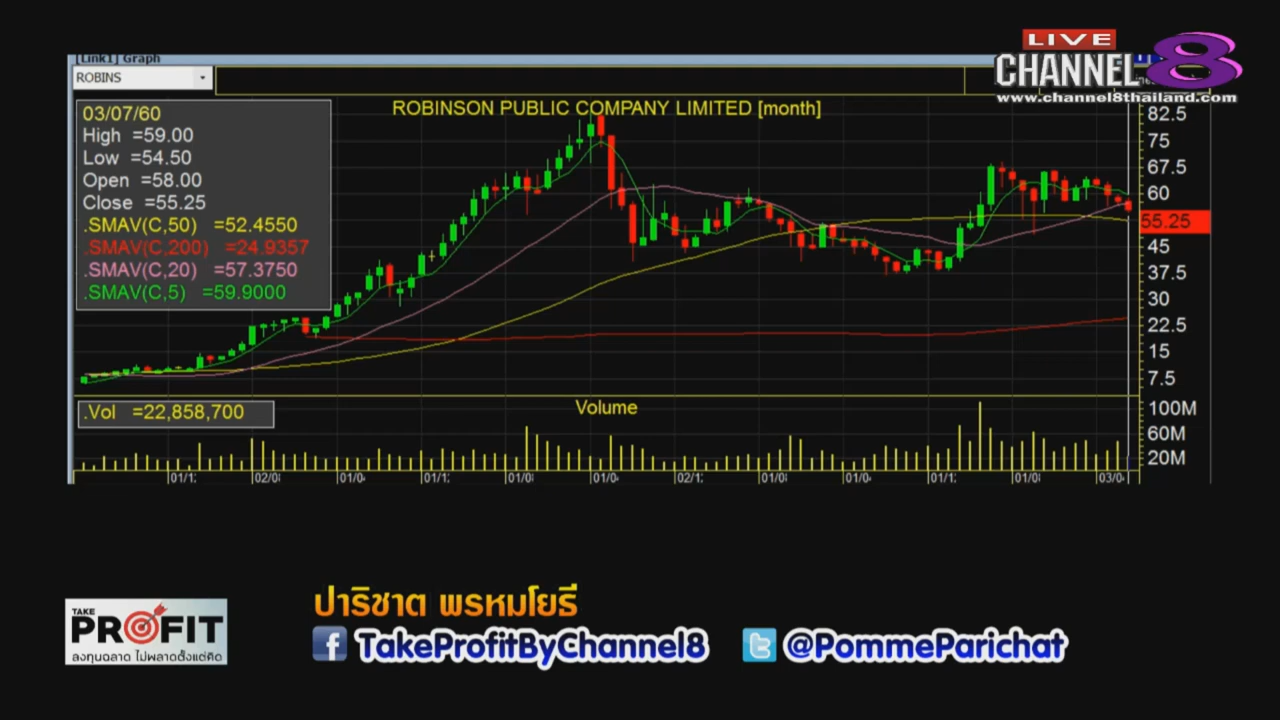 LIVE
CHANNEL 8
www.channel8thailand.com
[Link1] Graph
ROBINS
ROBINSON PUBLIC COMPANY LIMITED [month]
03/07/60
High =59.00
Low =54.50
Open =58.00
Close =55.25
.SMAV(C,50) =52.4550
.SMAV(C,200) =24.9357
.SMAV(C,20) =57.3750
.SMAV(C,5) =59.9000
82.5
75
67.5
60
55.25
45
37.5
30
22.5
15
7.5
.Vol =22,858,700
Volume
100M
60M
20M
TAKE
PROFIT
ลงทุนฉลาด ไม่พลาดตั้งแต่คิด
ปาริชาต พรหมโยธี
TakeProfitByChannel8
@PommeParichat